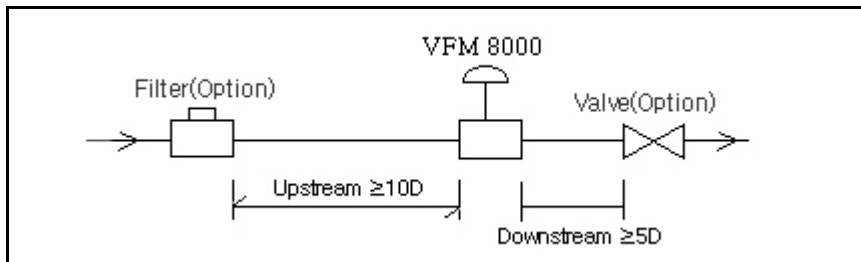 VFM 8000
Filter(Option)
Valve(Option)
Upstream ≥10D
Downstream ≥5D